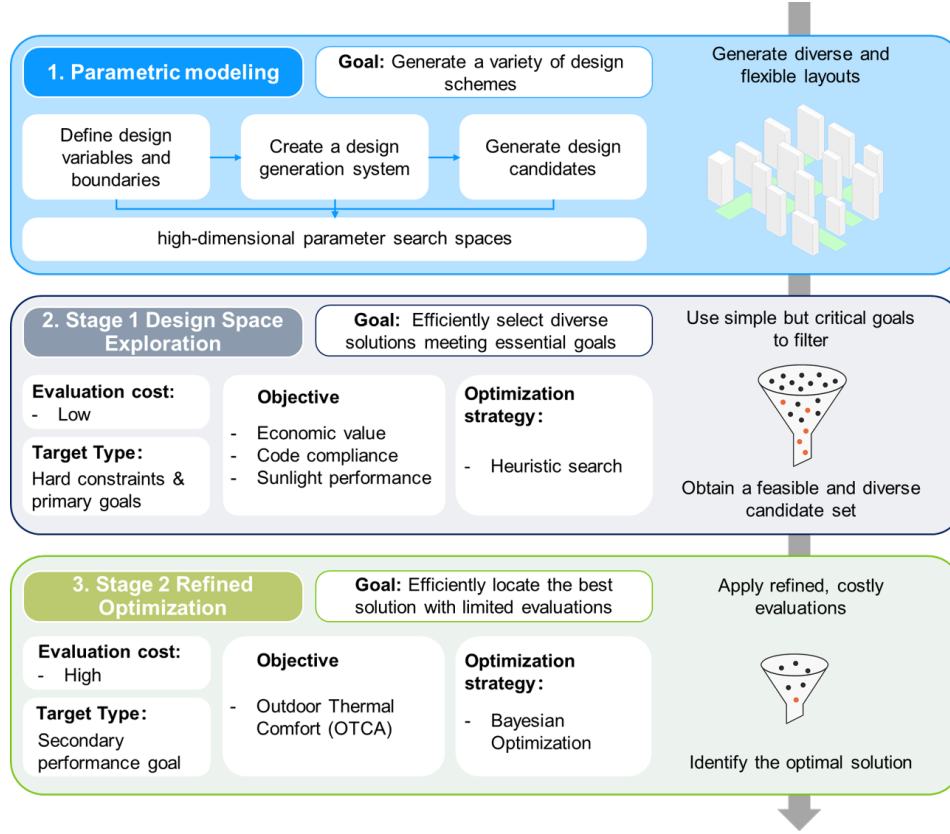 1. Parametric modeling
Goal: Generate a variety of design
schemes
Generate diverse and
flexible layouts
Define design
variables and
boundaries
Create a design
generation system
Generate design
candidates
high-dimensional parameter search spaces
2. Stage 1 Design Space
Exploration
Goal: Efficiently select diverse
solutions meeting essential goals
Use simple but critical goals
to filter
Evaluation cost:
- Low
Target Type:
Hard constraints &
primary goals
Objective
- Economic value
- Code compliance
- Sunlight performance
Optimization
strategy:
- Heuristic search
Obtain a feasible and diverse
candidate set
3. Stage 2 Refined
Optimization
Goal: Efficiently locate the best
solution with limited evaluations
Apply refined, costly
evaluations
Evaluation cost:
- High
Target Type:
Secondary
performance goal
Objective
- Outdoor Thermal
Comfort (OTCA)
Optimization
strategy:
- Bayesian
Optimization
Identify the optimal solution